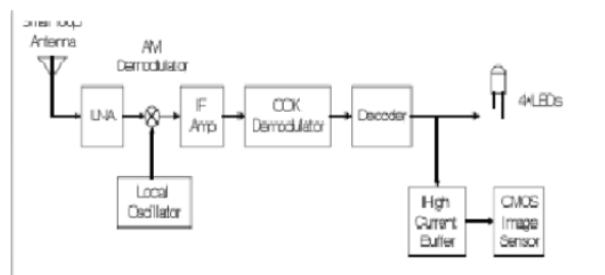 Antenna
AM
Demodulator
LNA
IF
Amp
OOK
Demodulator
Decoder
4*LEDs
Local
Oscillator
High
Current
Buffer
CMOS
Image
Sensor